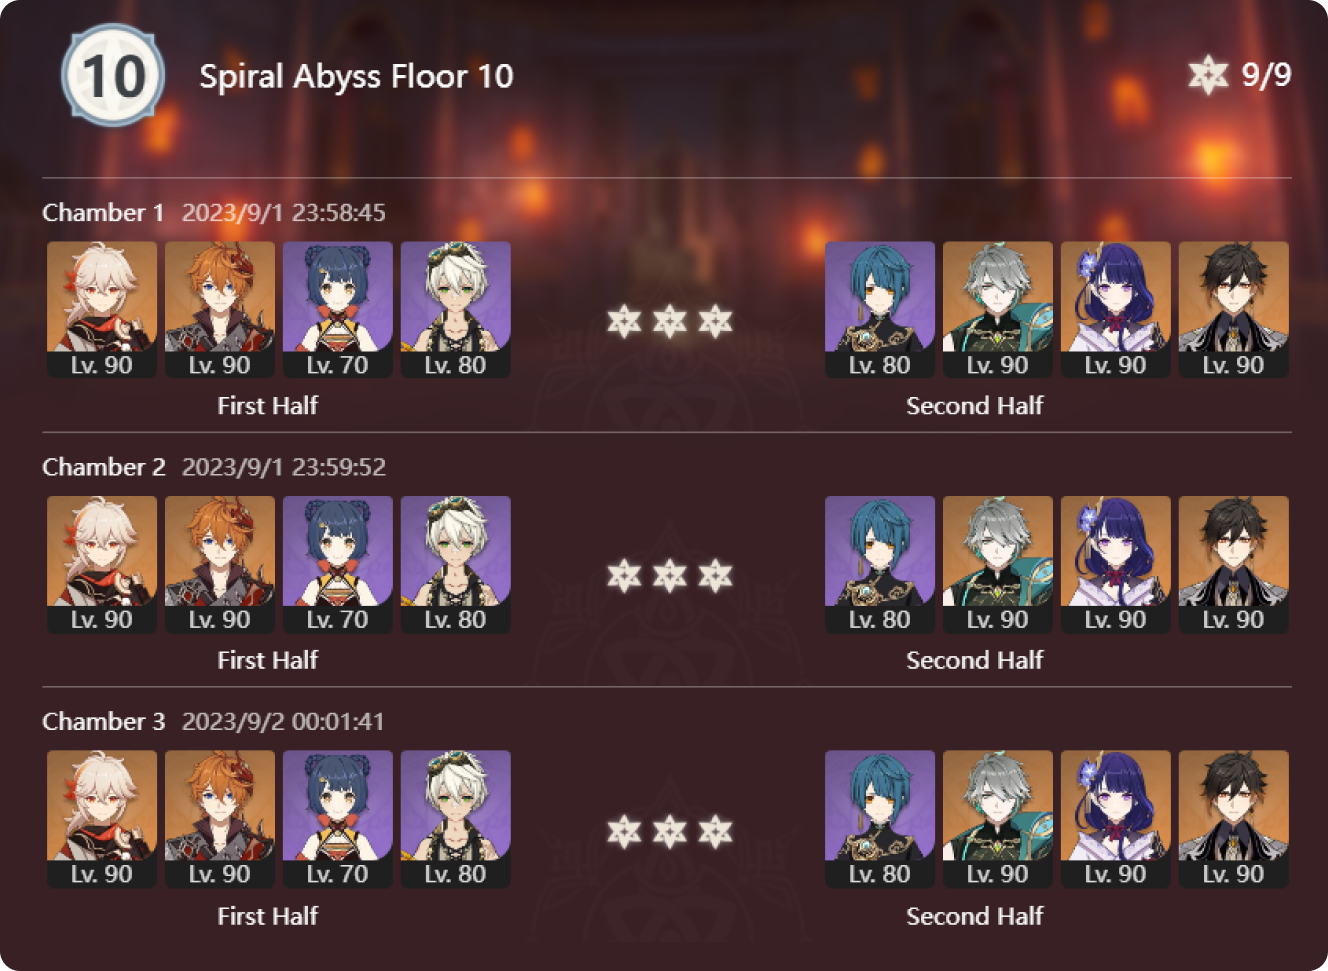 10
Spiral Abyss Floor 10
9/9
Chamber 1 2023/9/1 23:58:45
Lv. 90 Lv. 90 Lv. 70 Lv. 80 Lv. 80 Lv. 90 Lv. 90 Lv. 90
First Half Second Half
Chamber 2 2023/9/1 23:59:52
Lv. 90 Lv. 90 Lv. 70 Lv. 80 Lv. 80 Lv. 90 Lv. 90 Lv. 90
First Half Second Half
Chamber 3 2023/9/2 00:01:41
Lv. 90 Lv. 90 Lv. 70 Lv. 80 Lv. 80 Lv. 90 Lv. 90 Lv. 90
First Half Second Half